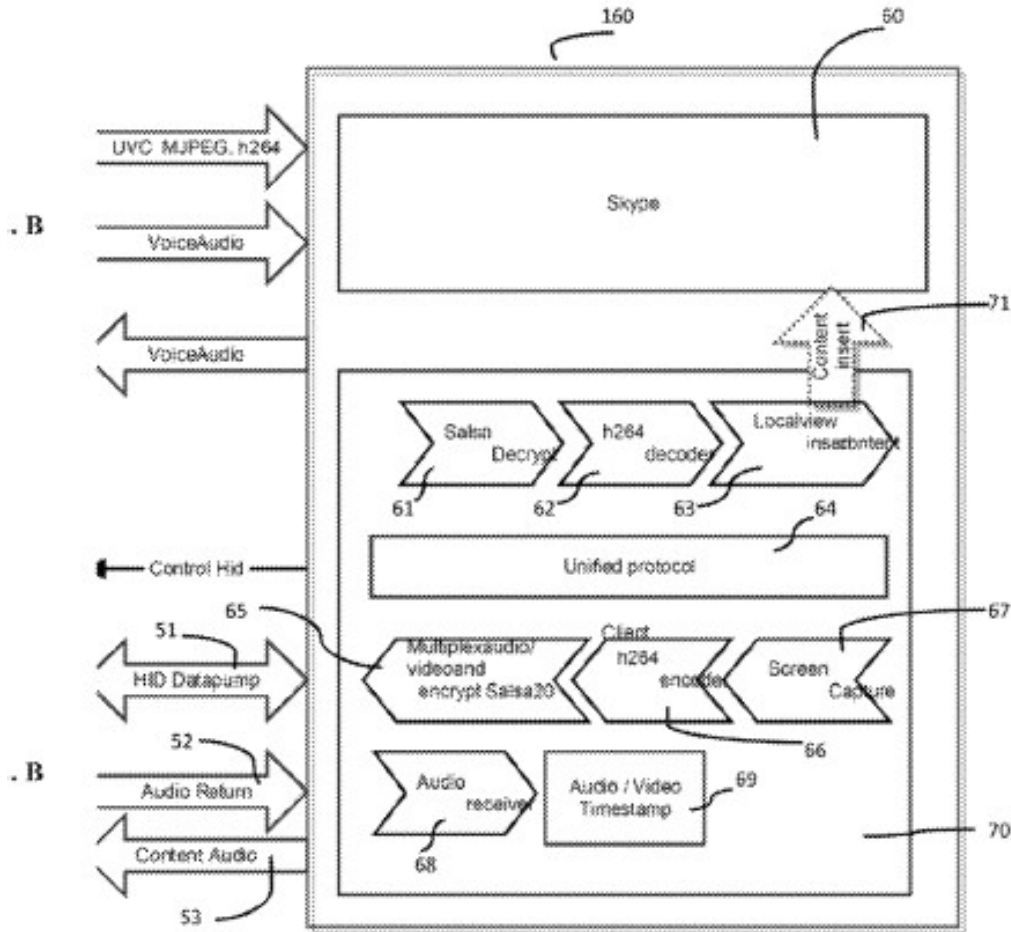 160
60
UVC MJPEG. h264
Skype
. B
VoiceAudio
71
Content
insert
VoiceAudio
Salsa
Decrypt
h264
decoder
Localview
61
62
63
64
Control Hid
Unified protocol
65
67
51
Client
Multiplexaudio/
videoand
encrypt Salsa20
h264
encoder
Screen
Capture
HID Datapump
66
52
. B
Audio Return
Audio
receiver
Audio / Video
Timestamp
69
70
Content Audio
68
53